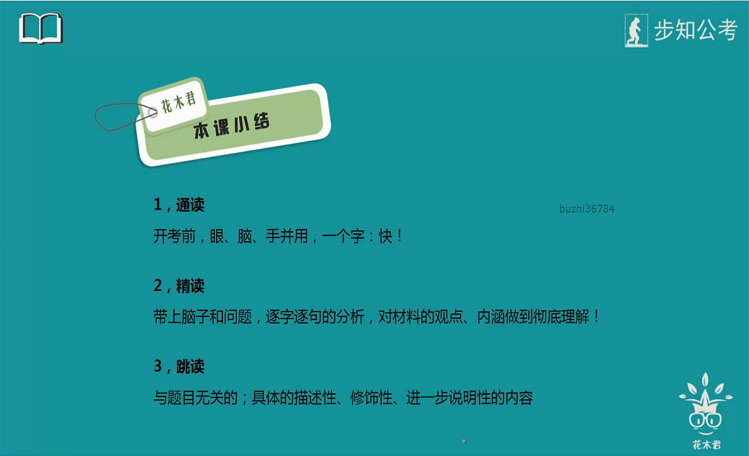 步知公考
花木君
本课小结
1，通读
buzhi36784
开考前，眼、脑、手并用，一个字：快！
2，精读
带上脑子和问题，逐字逐句的分析，对材料的观点、内涵做到彻底理解！
3，跳读
与题目无关的；具体的描述性、修饰性、进一步说明性的内容
花木君